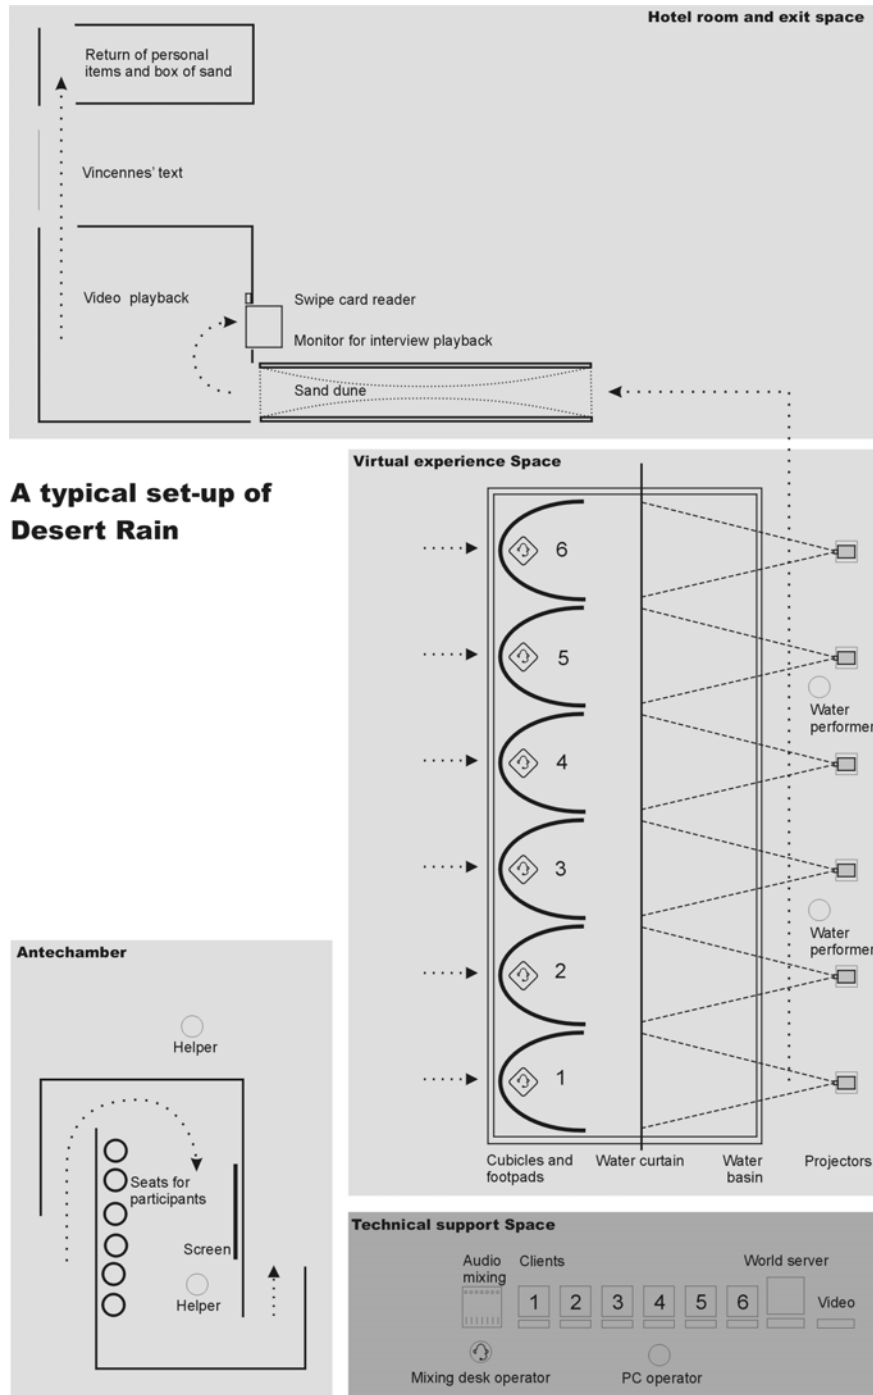 Hotel room and exit space
Return of personal
items and box of sand
Vincennes' text
Video playback
Swipe card reader
Monitor for interview playback
Sand dune
A typical set-up of
Desert Rain
Virtual experience Space
6
5
Water
performer
4
3
Water
performer
2
1
Cubicles and
footpads
Water curtain
Water
basin
Projectors
Antechamber
Helper
Seats for
participants
Screen
Helper
Technical support Space
Audio
mixing
Clients
World server
1 2 3 4 5 6
Video
Mixing desk operator
PC operator